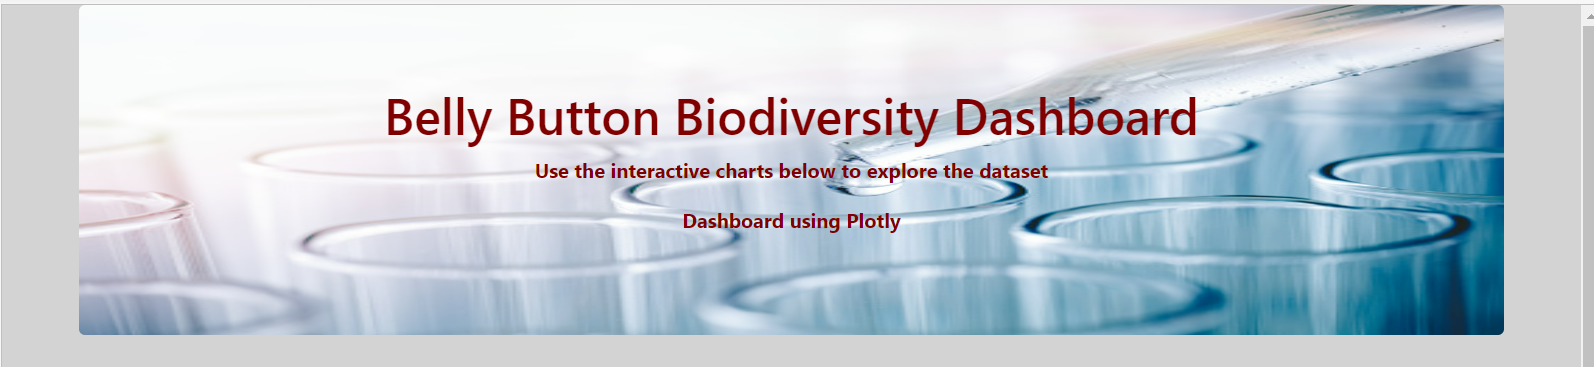 Belly Button Biodiversity Dashboard
Use the interactive charts below to explore the dataset
Dashboard using Plotly